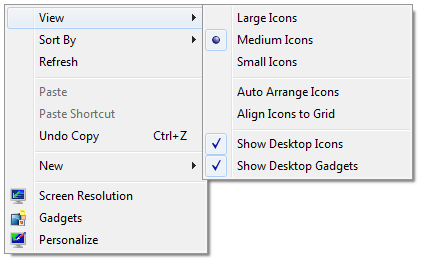 View
Sort By
Refresh
Paste
Paste Shortcut
Undo Copy Ctrl+Z
New
Screen Resolution
Gadgets
Personalize
Large Icons
Medium Icons
Small Icons
Auto Arrange Icons
Align Icons to Grid
Show Desktop Icons
Show Desktop Gadgets